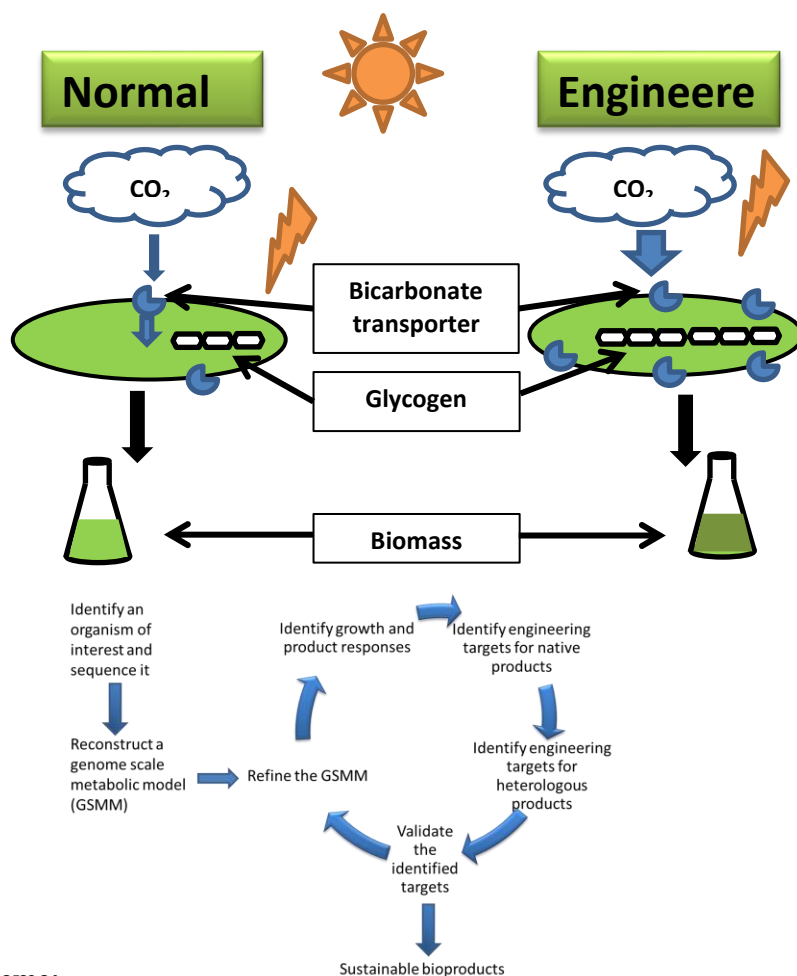 Normal
Engineere
CO₂
CO₂
Bicarbonate
transporter
Glycogen
Biomass
Identify an
organism of
interest and
sequence it
Reconstruct a
genome scale
metabolic model
(GSMM)
Refine the GSMM
Identify growth and
product responses
Identify engineering
targets for native
products
Identify engineering
targets for
heterologous
products
Validate
the
identified
targets
Sustainable bioproducts